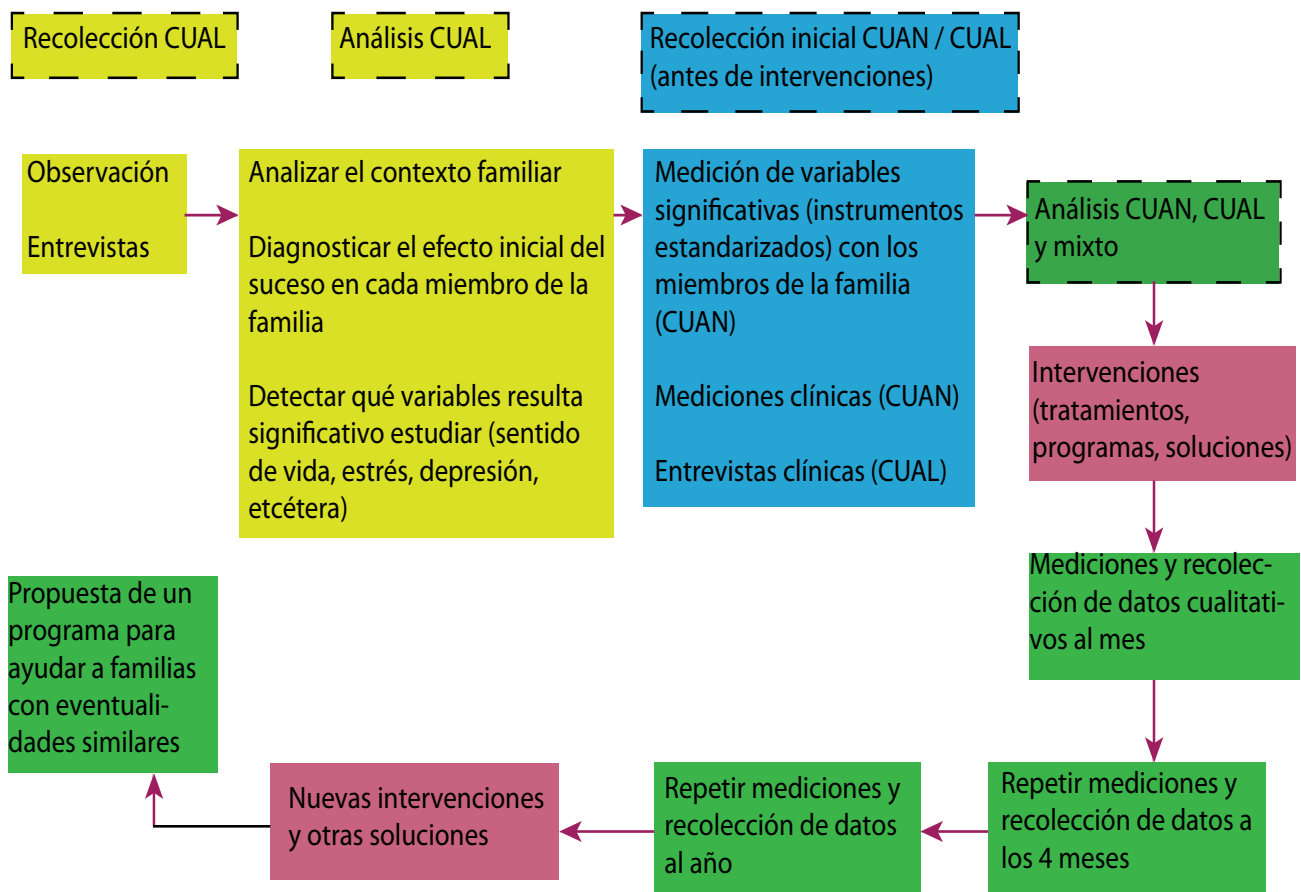 Recolección CUAL
Análisis CUAL
Recolección inicial CUAN / CUAL
(antes de intervenciones)
Observación
Entrevistas
Analizar el contexto familiar
Diagnosticar el efecto inicial del
suceso en cada miembro de la
familia
Detectar qué variables resulta
significativo estudiar (sentido
de vida, estrés, depresión,
etcétera)
Medición de variables
significativas (instrumentos
estandarizados) con los
miembros de la familia
(CUAN)
Mediciones clínicas (CUAN)
Entrevistas clínicas (CUAL)
Análisis CUAN, CUAL
y mixto
Intervenciones
(tratamientos,
programas, soluciones)
Mediciones y recolec-
ción de datos cualitati-
vos al mes
Repetir mediciones y
recolección de datos a
los 4 meses
Repetir mediciones y
recolección de datos
al año
Nuevas intervenciones
y otras soluciones
Propuesta de un
programa para
ayudar a familias
con eventuali-
dades similares